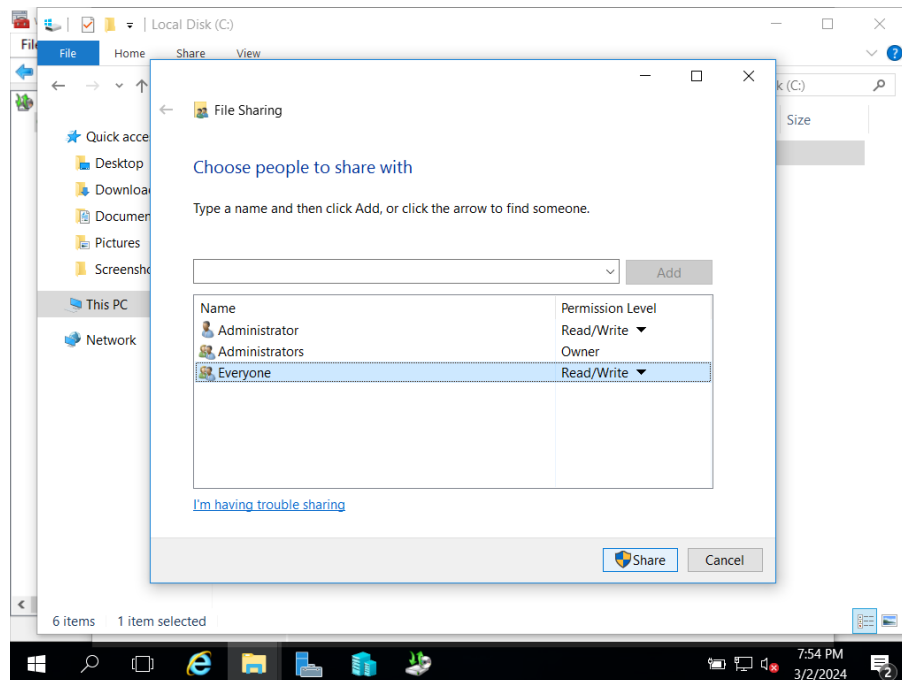 Local Disk (C:)
File
File Home Share View
k (C:)
File Sharing
Size
Quick acce
Choose people to share with
Desktop
Downloa
Type a name and then click Add, or click the arrow to find someone.
Documen
Pictures
Screensho
Add
This PC
Name Permission Level
Administrator Read/Write
Network
Administrators Owner
Everyone Read/Write
I'm having trouble sharing
Share Cancel
6 items 1 item selected
7:54 PM
3/2/2024
2